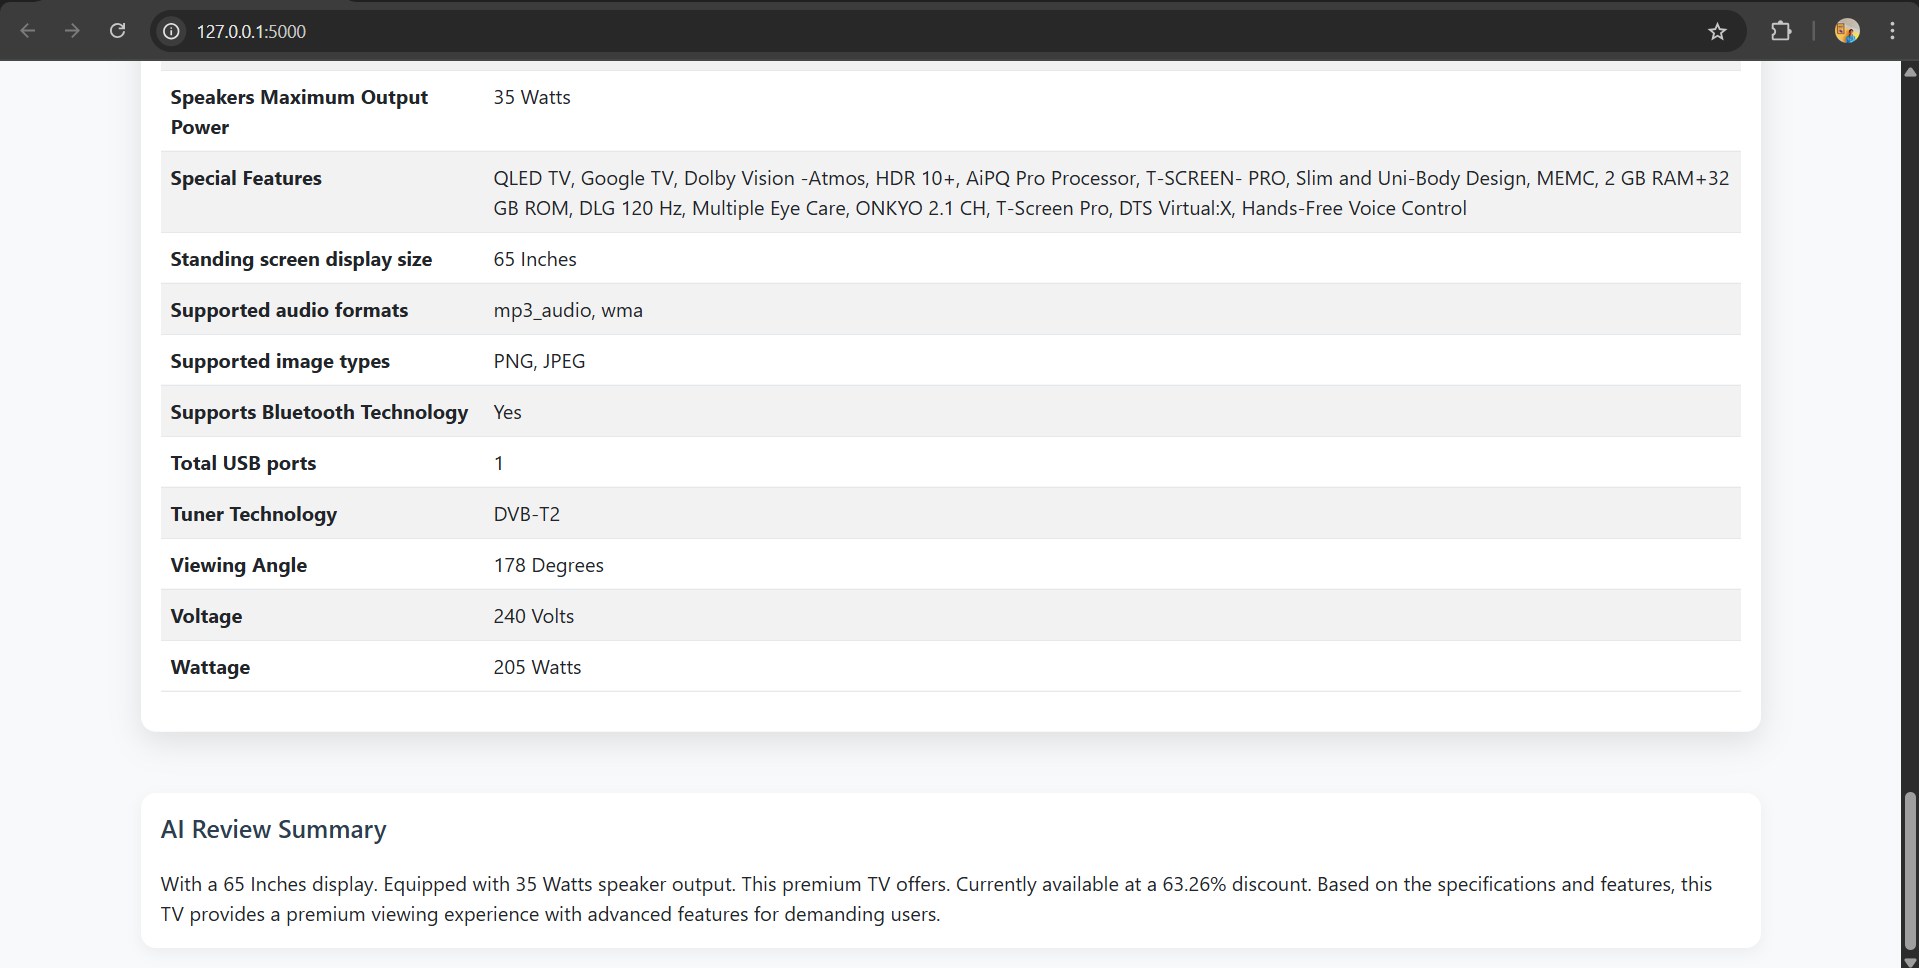 127.0.0.1:5000
Speakers Maximum Output 35 Watts
Power
Special Features QLED TV, Google TV, Dolby Vision -Atmos, HDR 10+, AiPQ Pro Processor, T-SCREEN- PRO, Slim and Uni-Body Design, MEMC, 2 GB RAM+32
GB ROM, DLG 120 Hz, Multiple Eye Care, ONKYO 2.1 CH, T-Screen Pro, DTS Virtual:X, Hands-Free Voice Control
Standing screen display size 65 Inches
Supported audio formats mp3_audio, wma
Supported image types PNG, JPEG
Supports Bluetooth Technology Yes
Total USB ports 1
Tuner Technology DVB-T2
Viewing Angle 178 Degrees
Voltage 240 Volts
Wattage 205 Watts
AI Review Summary
With a 65 Inches display. Equipped with 35 Watts speaker output. This premium TV offers. Currently available at a 63.26% discount. Based on the specifications and features, this
TV provides a premium viewing experience with advanced features for demanding users.